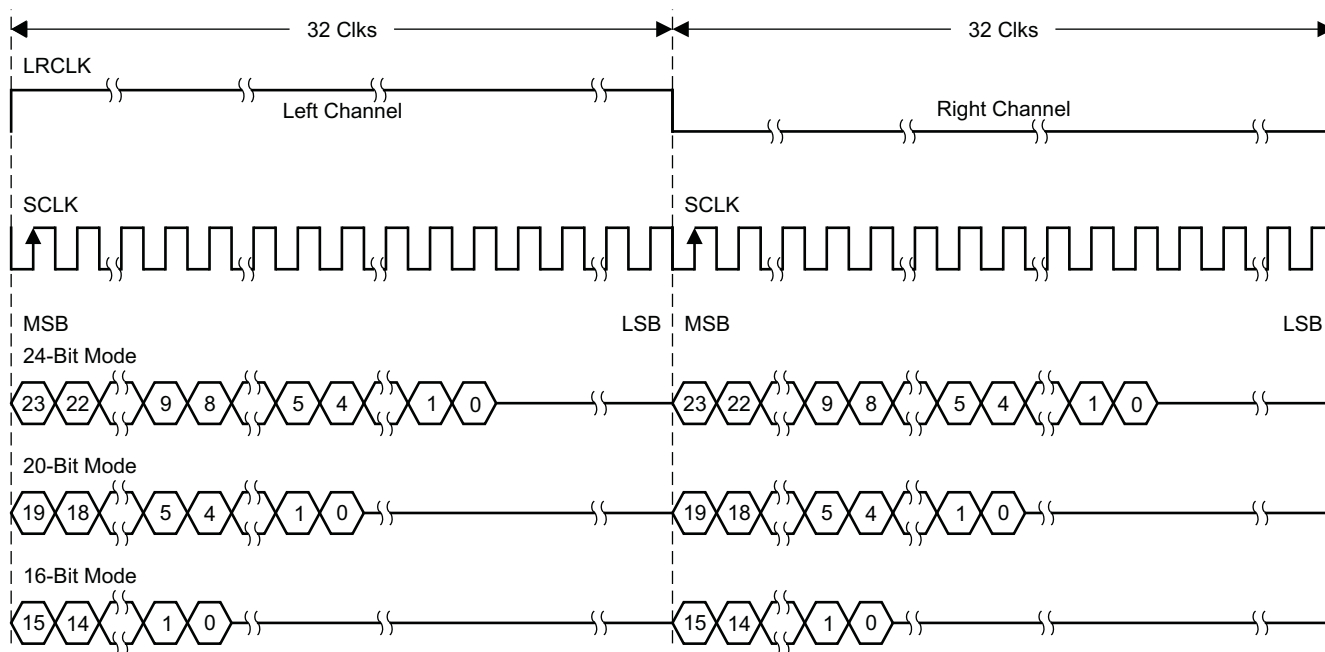 32 Clks 32 Clks
LRCLK
Left Channel Right Channel
SCLK SCLK
MSB LSB MSB LSB
24-Bit Mode
23 22 9 8 5 4 1 0 23 22 9 8 5 4 1 0
20-Bit Mode
19 18 5 4 1 0 19 18 5 4 1 0
16-Bit Mode
15 14 1 0 15 14 1 0